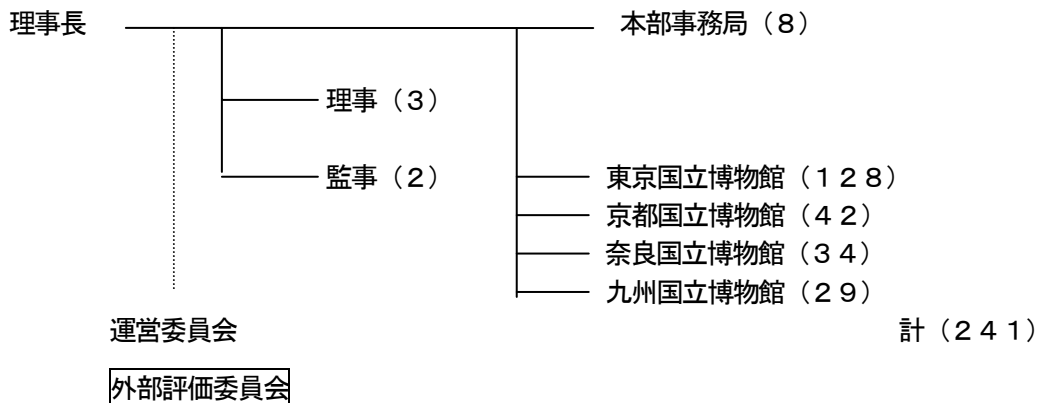 理事長 本部事務局（８）
理事（３）
監事（２） 東京国立博物館（１２８）
京都国立博物館（４２）
奈良国立博物館（３４）
九州国立博物館（２９）
運営委員会 計（２４１）
外部評価委員会